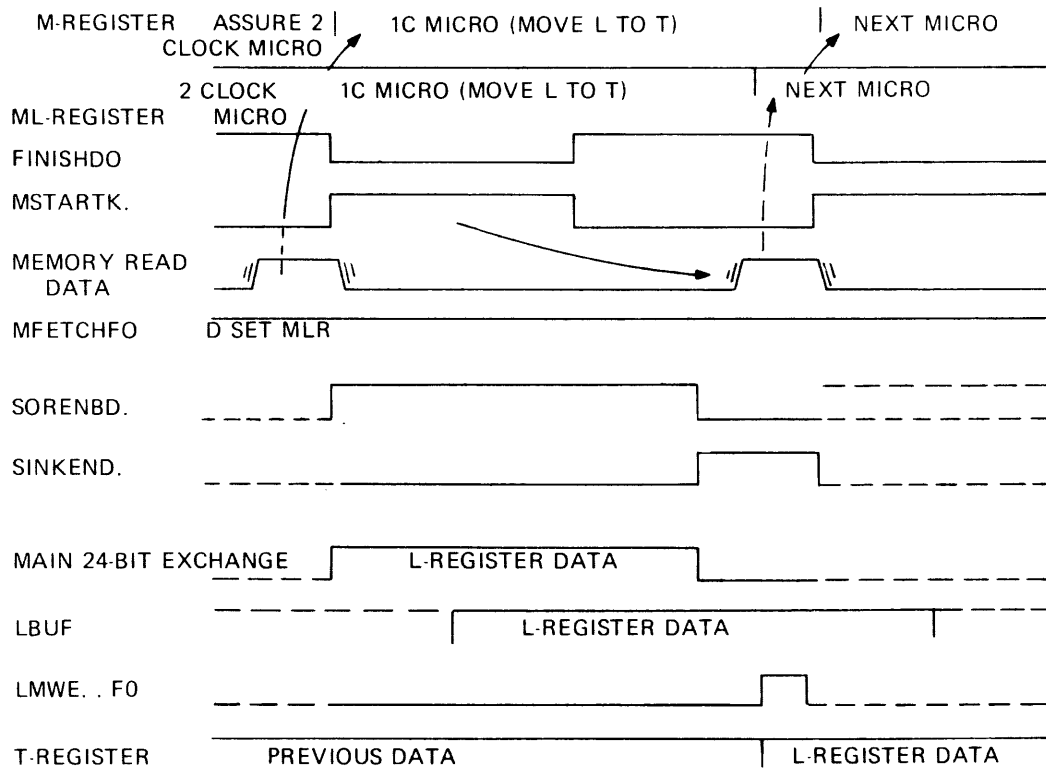 M-REGISTER ASSURE 2 1C MICRO (MOVE L TO T) NEXT MICRO
CLOCK MICRO
2 CLOCK 1C MICRO (MOVE L TO T) NEXT MICRO
ML-REGISTER MICRO
FINISHDO
MSTARTK.
MEMORY READ
DATA
MFETCHFO D SET MLR
SORENBD.
SINKEND.
MAIN 24-BIT EXCHANGE L-REGISTER DATA
LBUF L-REGISTER DATA
LMWE. . F0
T-REGISTER PREVIOUS DATA L-REGISTER DATA